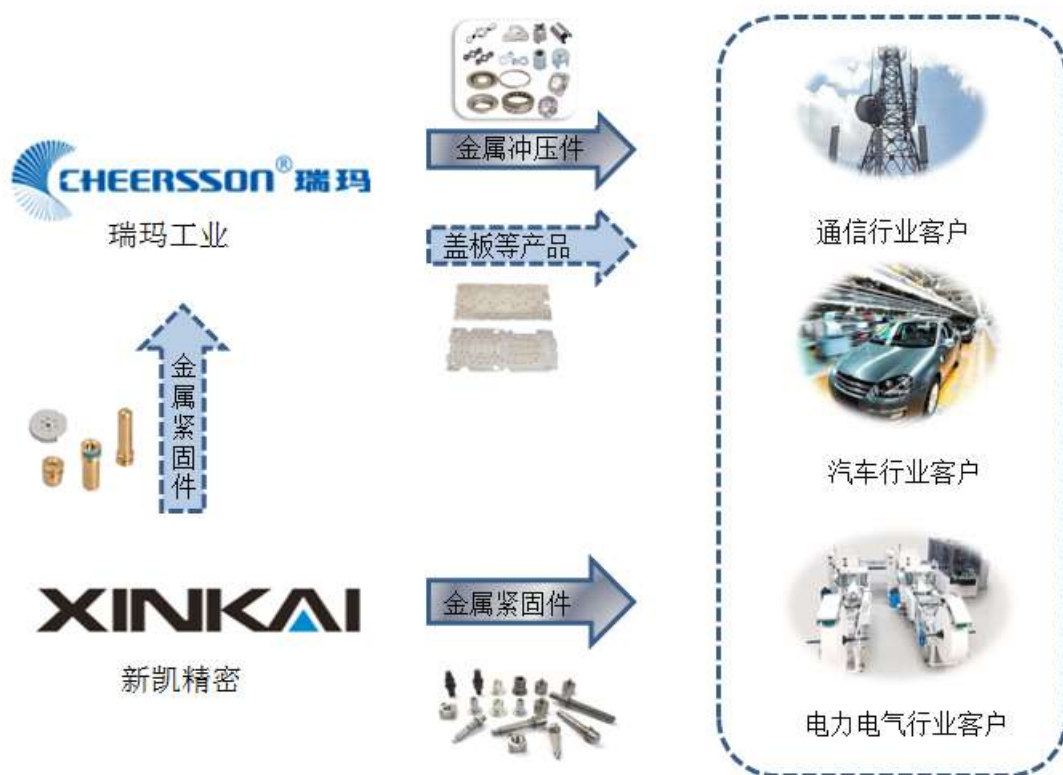 金属冲压件
CHEERSSON® 瑞玛
瑞玛工业
盖板等产品
通信行业客户
金属紧固件
汽车行业客户
XINKAI
新凯精密
金属紧固件
电力电气行业客户